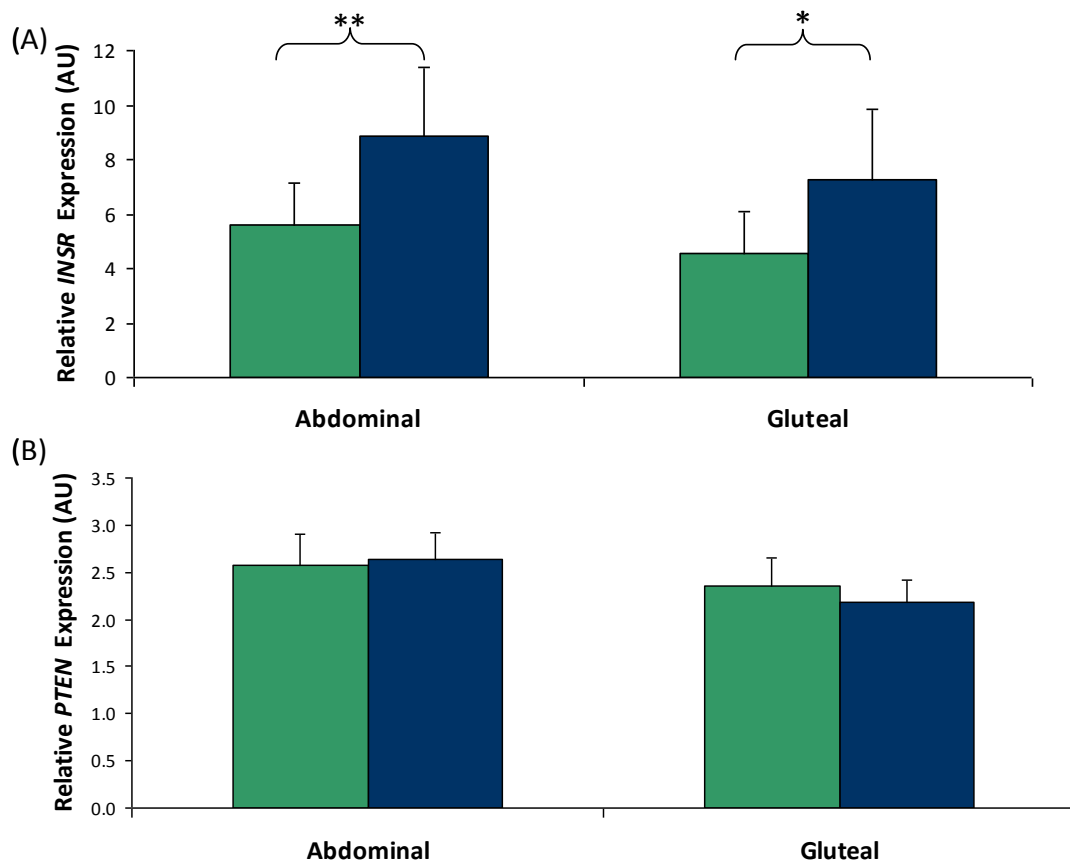 (A)
Relative INSR Expression (AU)
12
10
8
6
4
2
0
**
*
Abdominal Gluteal
(B)
Relative PTEN Expression (AU)
3.5
3.0
2.5
2.0
1.5
1.0
0.5
0.0
Abdominal Gluteal